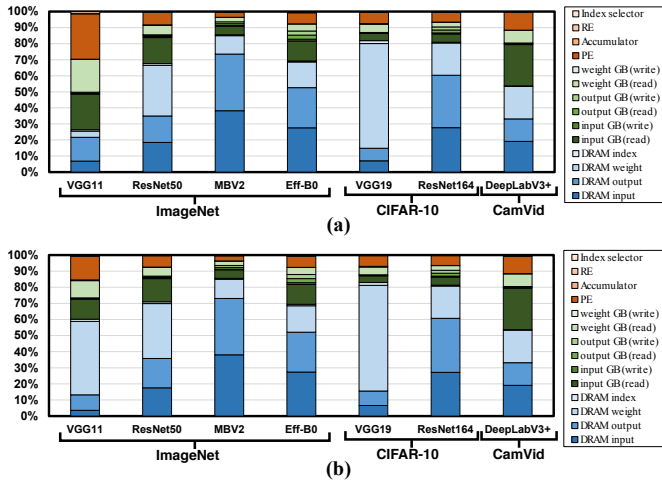 100%
90%
80%
70%
60%
50%
40%
30%
20%
10%
0%
VGG11 ResNet50 MBV2 Eff-B0 VGG19 ResNet164 DeepLabV3+
ImageNet CIFAR-10 CamVid
Index selector
RE
Accumulator
PE
weight GB(write)
weight GB(read)
output GB(write)
output GB(read)
input GB(write)
input GB(read)
DRAM index
DRAM weight
DRAM output
DRAM input
(a)
100%
90%
80%
70%
60%
50%
40%
30%
20%
10%
0%
VGG11 ResNet50 MBV2 Eff-B0 VGG19 ResNet164 DeepLabV3+
ImageNet CIFAR-10 CamVid
Index selector
RE
Accumulator
PE
weight GB(write)
weight GB(read)
output GB(write)
output GB(read)
input GB(write)
input GB(read)
DRAM index
DRAM weight
DRAM output
DRAM input
(b)